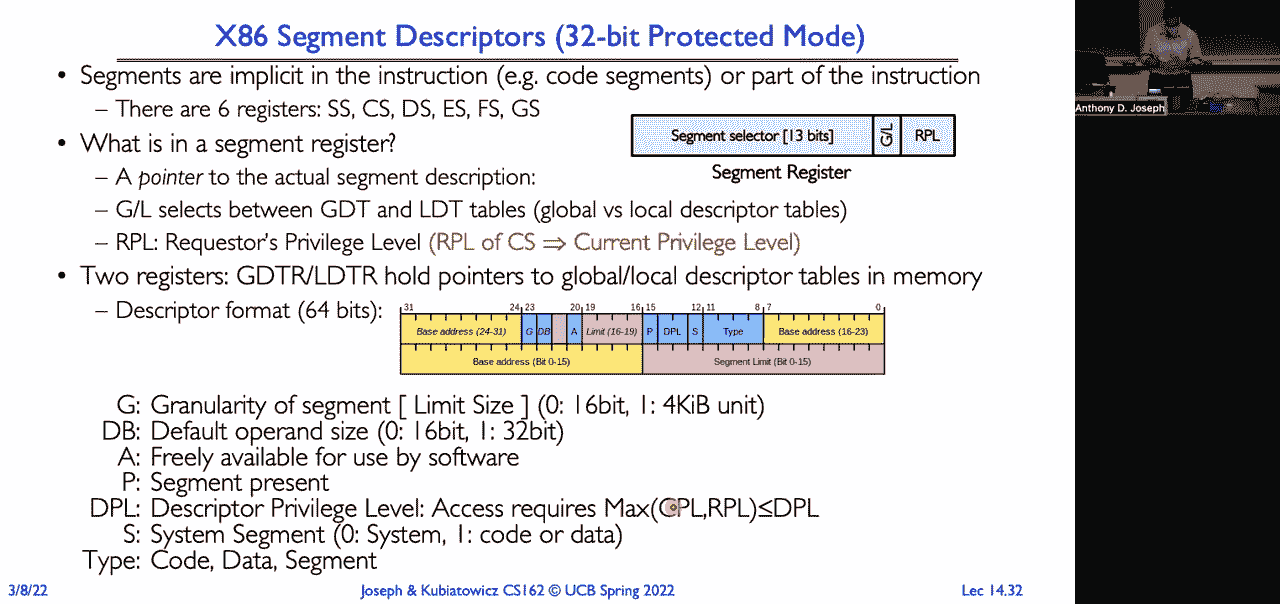 X86 Segment Descriptors (32-bit Protected Mode)
• Segments are implicit in the instruction (e.g. code segments) or part of the instruction
– There are 6 registers: SS, CS, DS, ES, FS, GS
• What is in a segment register?
– A pointer to the actual segment description:
– G/L selects between GDT and LDT tables (global vs local descriptor tables)
– RPL: Requestor's Privilege Level (RPL of CS ⇒ Current Privilege Level)
Segment selector [13 bits] G/L RPL
Segment Register
• Two registers: GDTR/LDTR hold pointers to global/local descriptor tables in memory
– Descriptor format (64 bits):
31 24 23 20 19 16 15 12 11 8 7 0
Base address (24-31) G DB A Limit (16-19) P DPL S Type Base address (16-23)
Base address (Bit 0-15) Segment Limit (Bit 0-15)
G: Granularity of segment [ Limit Size ] (0: 16bit, 1: 4KiB unit)
DB: Default operand size (0: 16bit, 1: 32bit)
A: Freely available for use by software
P: Segment present
DPL: Descriptor Privilege Level: Access requires Max(CPL,RPL)≤DPL
S: System Segment (0: System, 1: code or data)
Type: Code, Data, Segment
3/8/22 Joseph & Kubiatowicz CS162 © UCB Spring 2022 Lec 14.32
Anthony D. Joseph